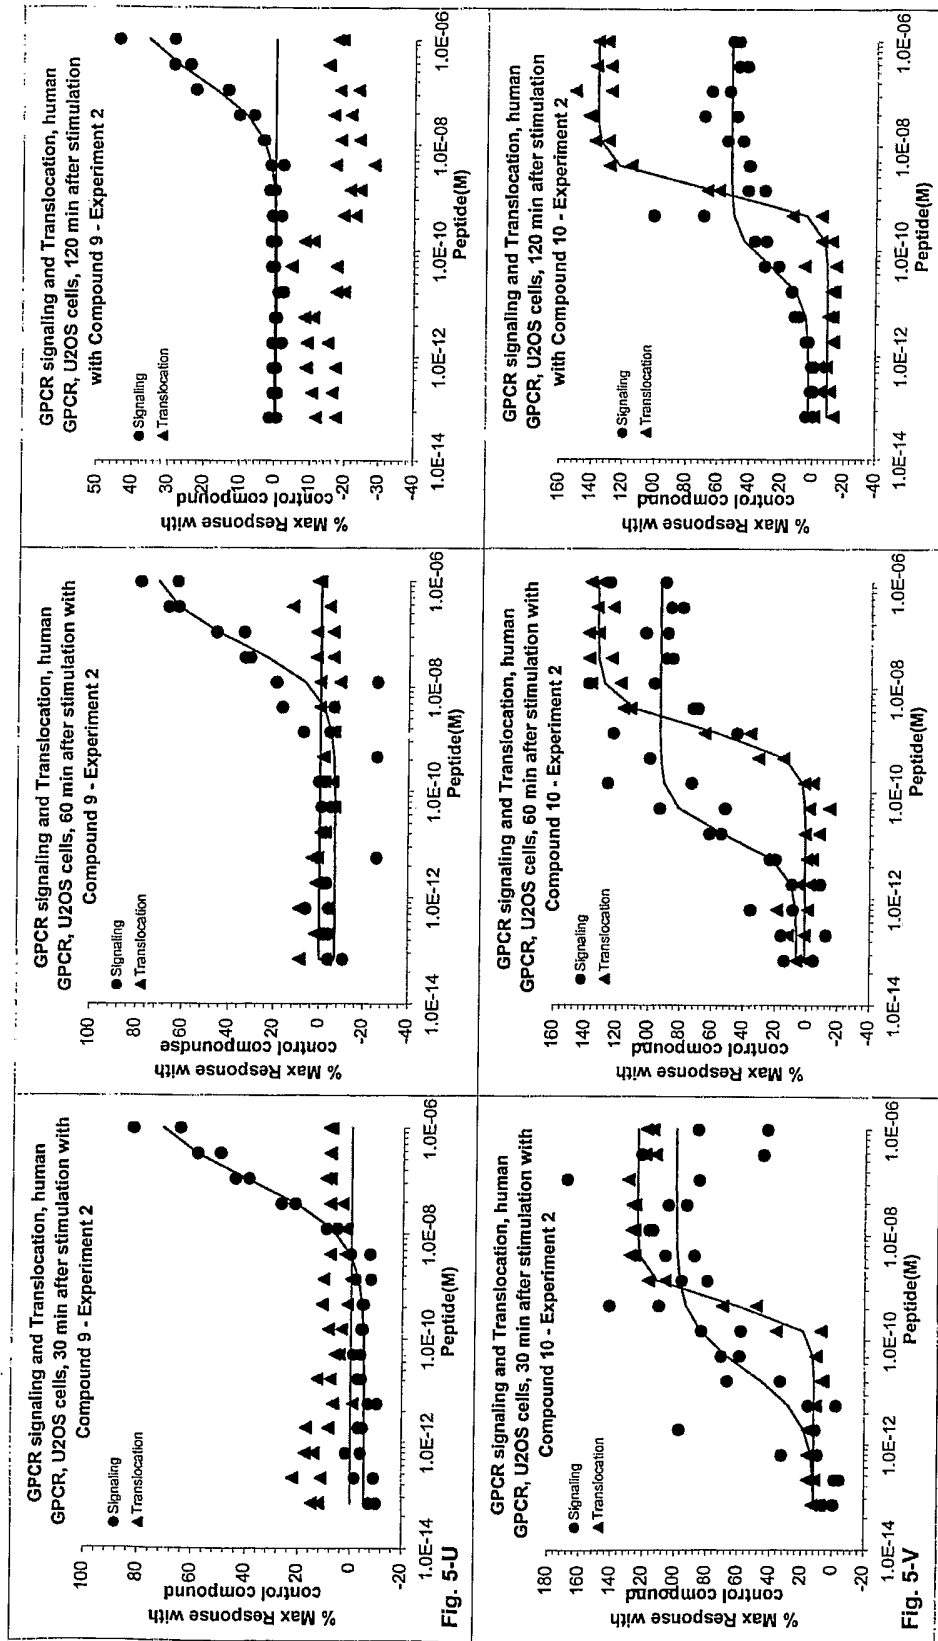 GPCR signaling and Translocation, human
GPCR, U2OS cells, 30 min after stimulation with
Compound 9 - Experiment 2
● Signaling
▲ Translocation
% Max Response with
control compound
100
80
60
40
20
0
-20
1.0E-14
1.0E-12
1.0E-10
1.0E-08
1.0E-06
Peptide(M)
Fig. 5-U
GPCR signaling and Translocation, human
GPCR, U2OS cells, 60 min after stimulation with
Compound 9 - Experiment 2
● Signaling
▲ Translocation
% Max Response with
control compoundse
100
80
60
40
20
0
-20
-40
1.0E-14
1.0E-12
1.0E-10
1.0E-08
1.0E-06
Peptide(M)
GPCR signaling and Translocation, human
GPCR, U2OS cells, 120 min after stimulation
with Compound 9 - Experiment 2
● Signaling
▲ Translocation
% Max Response with
control compound
50
40
30
20
10
0
-10
-20
-30
-40
1.0E-14
1.0E-12
1.0E-10
1.0E-08
1.0E-06
Peptide(M)
GPCR signaling and Translocation, human
GPCR, U2OS cells, 30 min after stimulation with
Compound 10 - Experiment 2
● Signaling
▲ Translocation
% Max Response with
control compound
180
160
140
120
100
80
60
40
20
0
-20
1.0E-14
1.0E-12
1.0E-10
1.0E-08
1.0E-06
Peptide(M)
Fig. 5-V
GPCR signaling and Translocation, human
GPCR, U2OS cells, 60 min after stimulation with
Compound 10 - Experiment 2
● Signaling
▲ Translocation
% Max Response with
control compound
160
140
120
100
80
60
40
20
0
-20
-40
1.0E-14
1.0E-12
1.0E-10
1.0E-08
1.0E-06
Peptide(M)
GPCR signaling and Translocation, human
GPCR, U2OS cells, 120 min after stimulation
with Compound 10 - Experiment 2
● Signaling
▲ Translocation
% Max Response with
control compound
160
140
120
100
80
60
40
20
0
-20
-40
1.0E-14
1.0E-12
1.0E-10
1.0E-08
1.0E-06
Peptide(M)